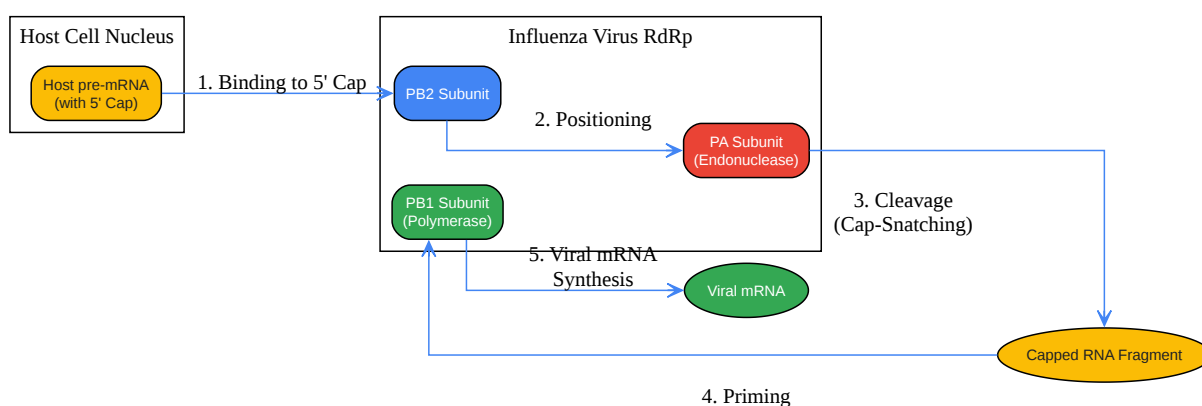 Host Cell Nucleus
Host pre-mRNA
(with 5' Cap)
1. Binding to 5' Cap
Influenza Virus RdRp
PB2 Subunit
2. Positioning
PA Subunit
(Endonuclease)
PB1 Subunit
(Polymerase)
3. Cleavage
(Cap-Snatching)
5. Viral mRNA
Synthesis
Viral mRNA
Capped RNA Fragment
4. Priming